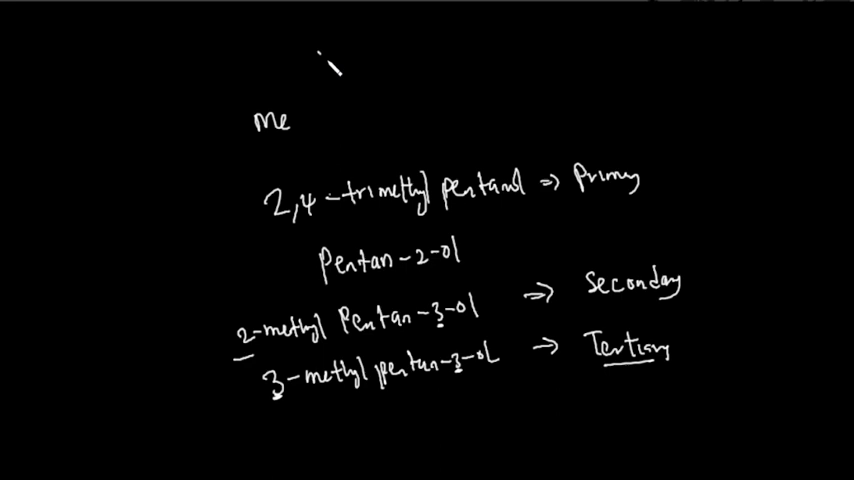 Me
2,4-trimethyl pentanol => Primary
Pentan-2-ol
2-methyl Pentan-3-ol => Seconday
3-methyl pentan-3-ol → Tertiary